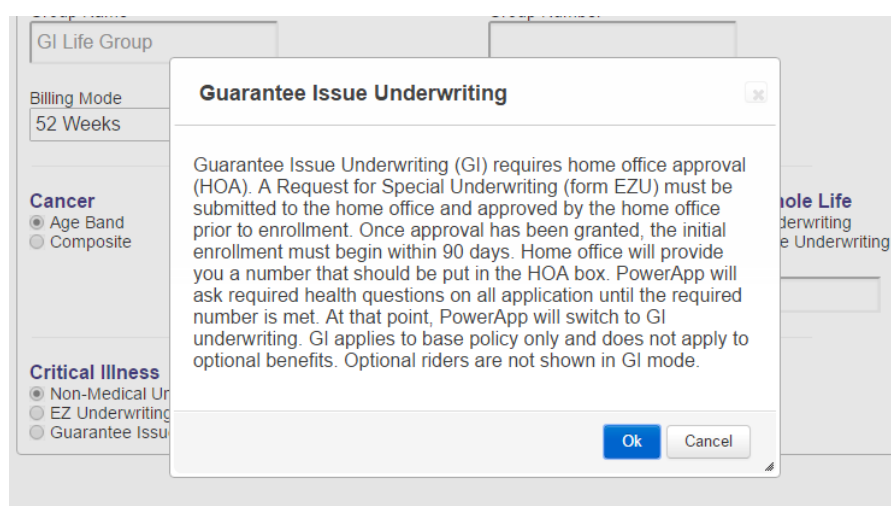 GI Life Group
Billing Mode
52 Weeks
Cancer
Age Band
Composite
Critical Illness
Non-Medical
EZ Underwriting
Guarantee
Guarantee Issue Underwriting
Guarantee Issue Underwriting (GI) requires home office approval
(HOA). A Request for Special Underwriting (form EZU) must be
submitted to the home office and approved by the home office
prior to enrollment. Once approval has been granted, the initial
enrollment must begin within 90 days. Home office will provide
you a number that should be put in the HOA box. PowerApp will
ask required health questions on all application until the required
number is met. At that point, PowerApp will switch to GI
underwriting. GI applies to base policy only and does not apply to
optional benefits. Optional riders are not shown in GI mode.
Ok
Cancel
Life
Underwriting